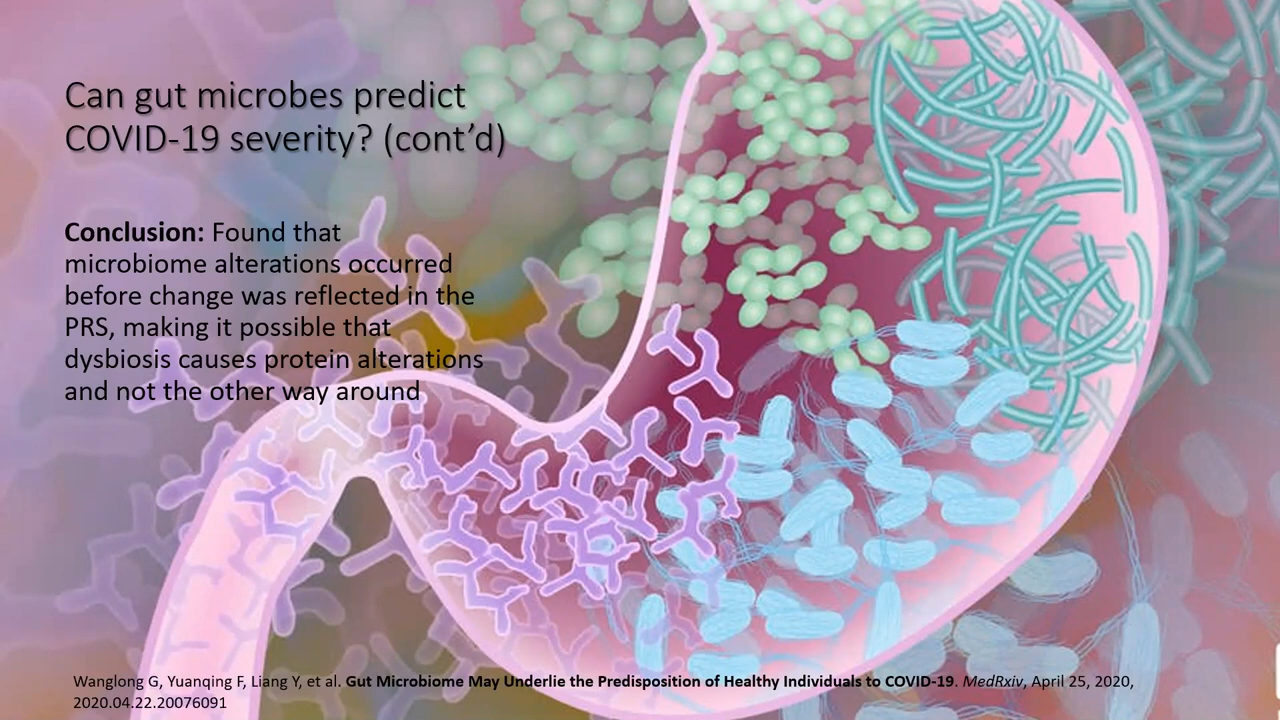 Can gut microbes predict
COVID-19 severity? (cont’d)
Conclusion: Found that
microbiome alterations occurred
before change was reflected in the
PRS, making it possible that
dysbiosis causes protein alterations
and not the other way around
Wanglong G, Yuanqing F, Liang Y, et al. Gut Microbiome May Underlie the Predisposition of Healthy Individuals to COVID-19. MedRxiv, April 25, 2020,
2020.04.22.20076091